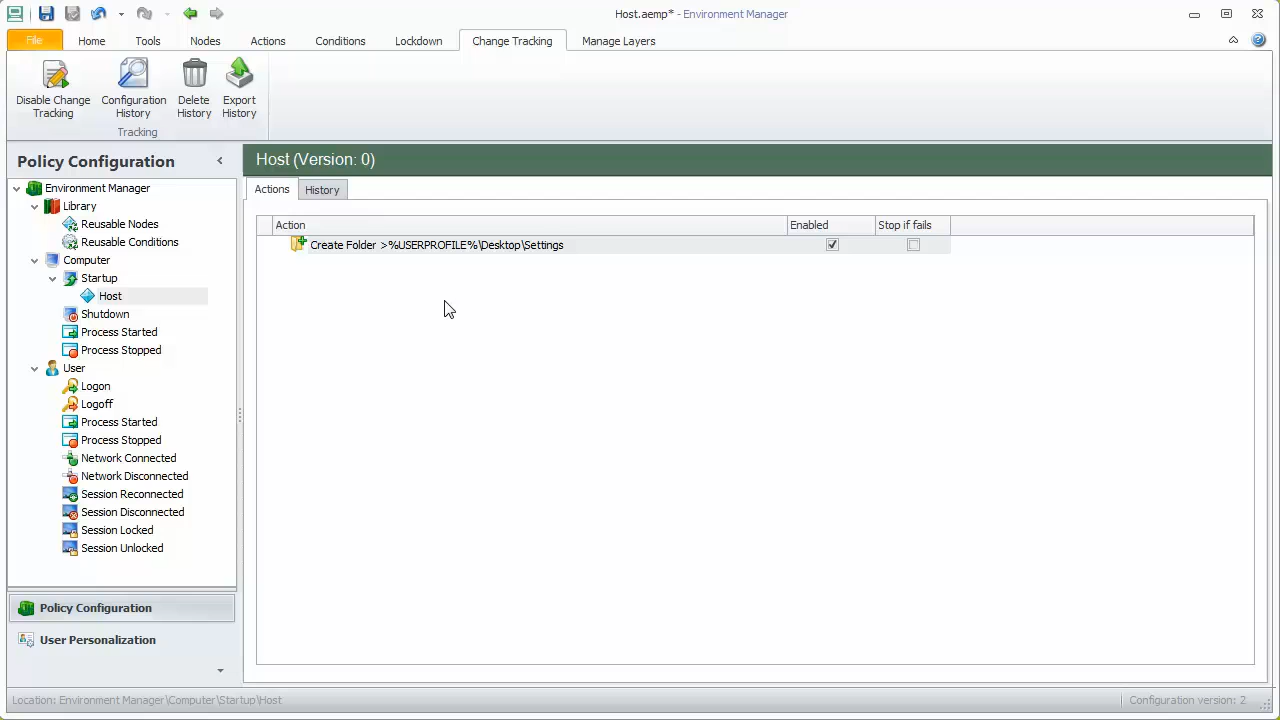 Host.aemp* - Environment Manager
File Home Tools Nodes Actions Conditions Lockdown Change Tracking Manage Layers
Disable Change Tracking
Configuration History
Delete History
Export History
Tracking
Policy Configuration
Environment Manager
Library
Reusable Nodes
Reusable Conditions
Computer
Startup
Host
Shutdown
Process Started
Process Stopped
User
Logon
Logoff
Process Started
Process Stopped
Network Connected
Network Disconnected
Session Reconnected
Session Disconnected
Session Locked
Session Unlocked
Policy Configuration
User Personalization
Host (Version: 0)
Actions History
Action Enabled Stop if fails
Create Folder >%USERPROFILE%\Desktop\Settings
Location: Environment Manager\Computer\Startup\Host
Configuration version: 2